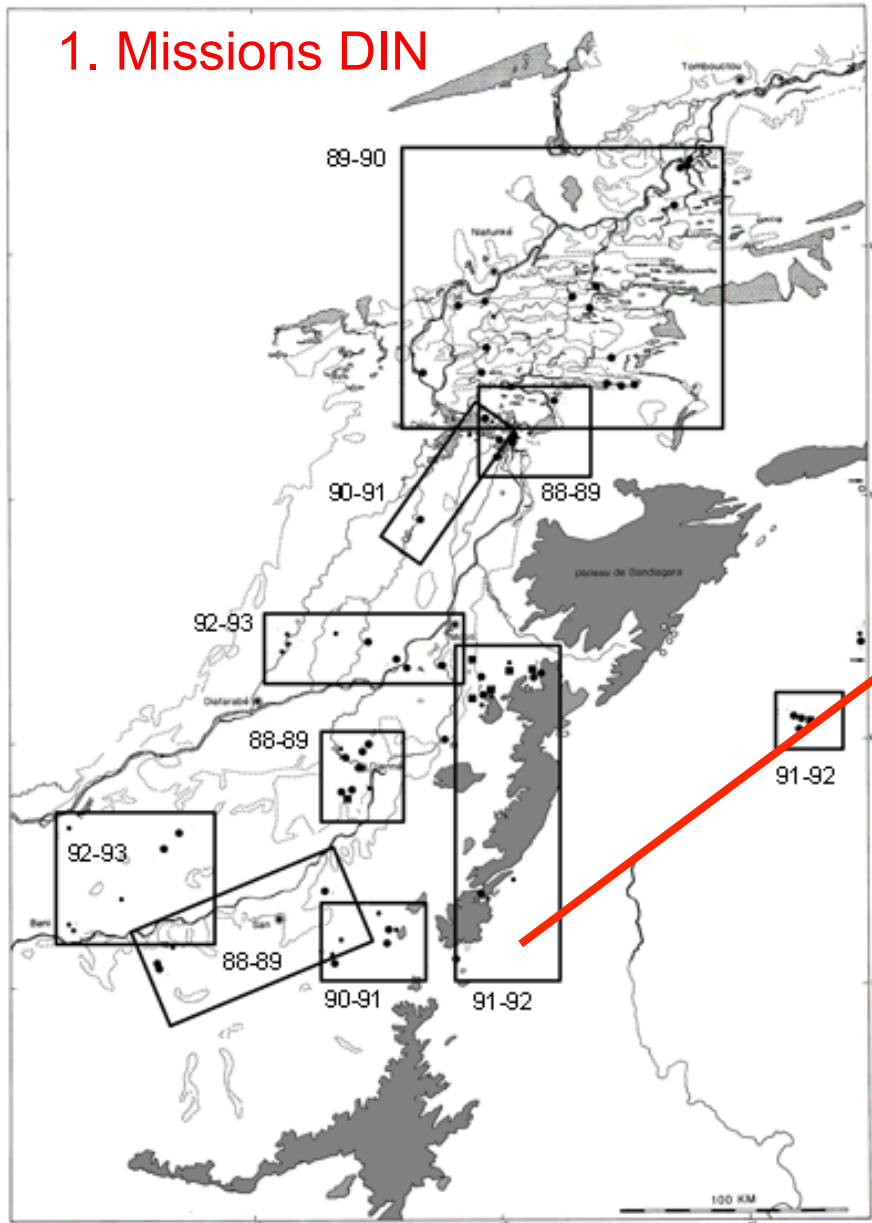 1. Missions DIN
Tombouctou
89-90
Niafunké
90-91
88-89
plateau de Bandiagara
92-93
Diafarabé
88-89
91-92
92-93
Bani
San
88-89
90-91
91-92
100 KM